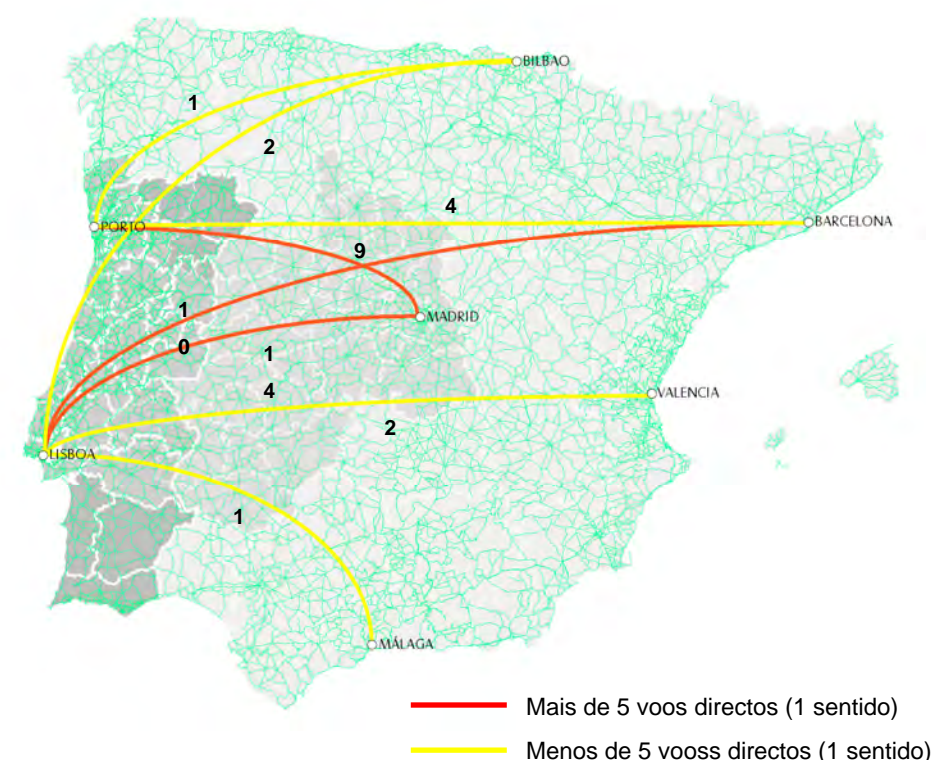 BILBAO
1
2
4
PORTO
BARCELONA
9
1
0
MADRID
1
4
VALENCIA
2
LISBOA
1
MÁLAGA
Mais de 5 voos directos (1 sentido)
Menos de 5 vooss directos (1 sentido)